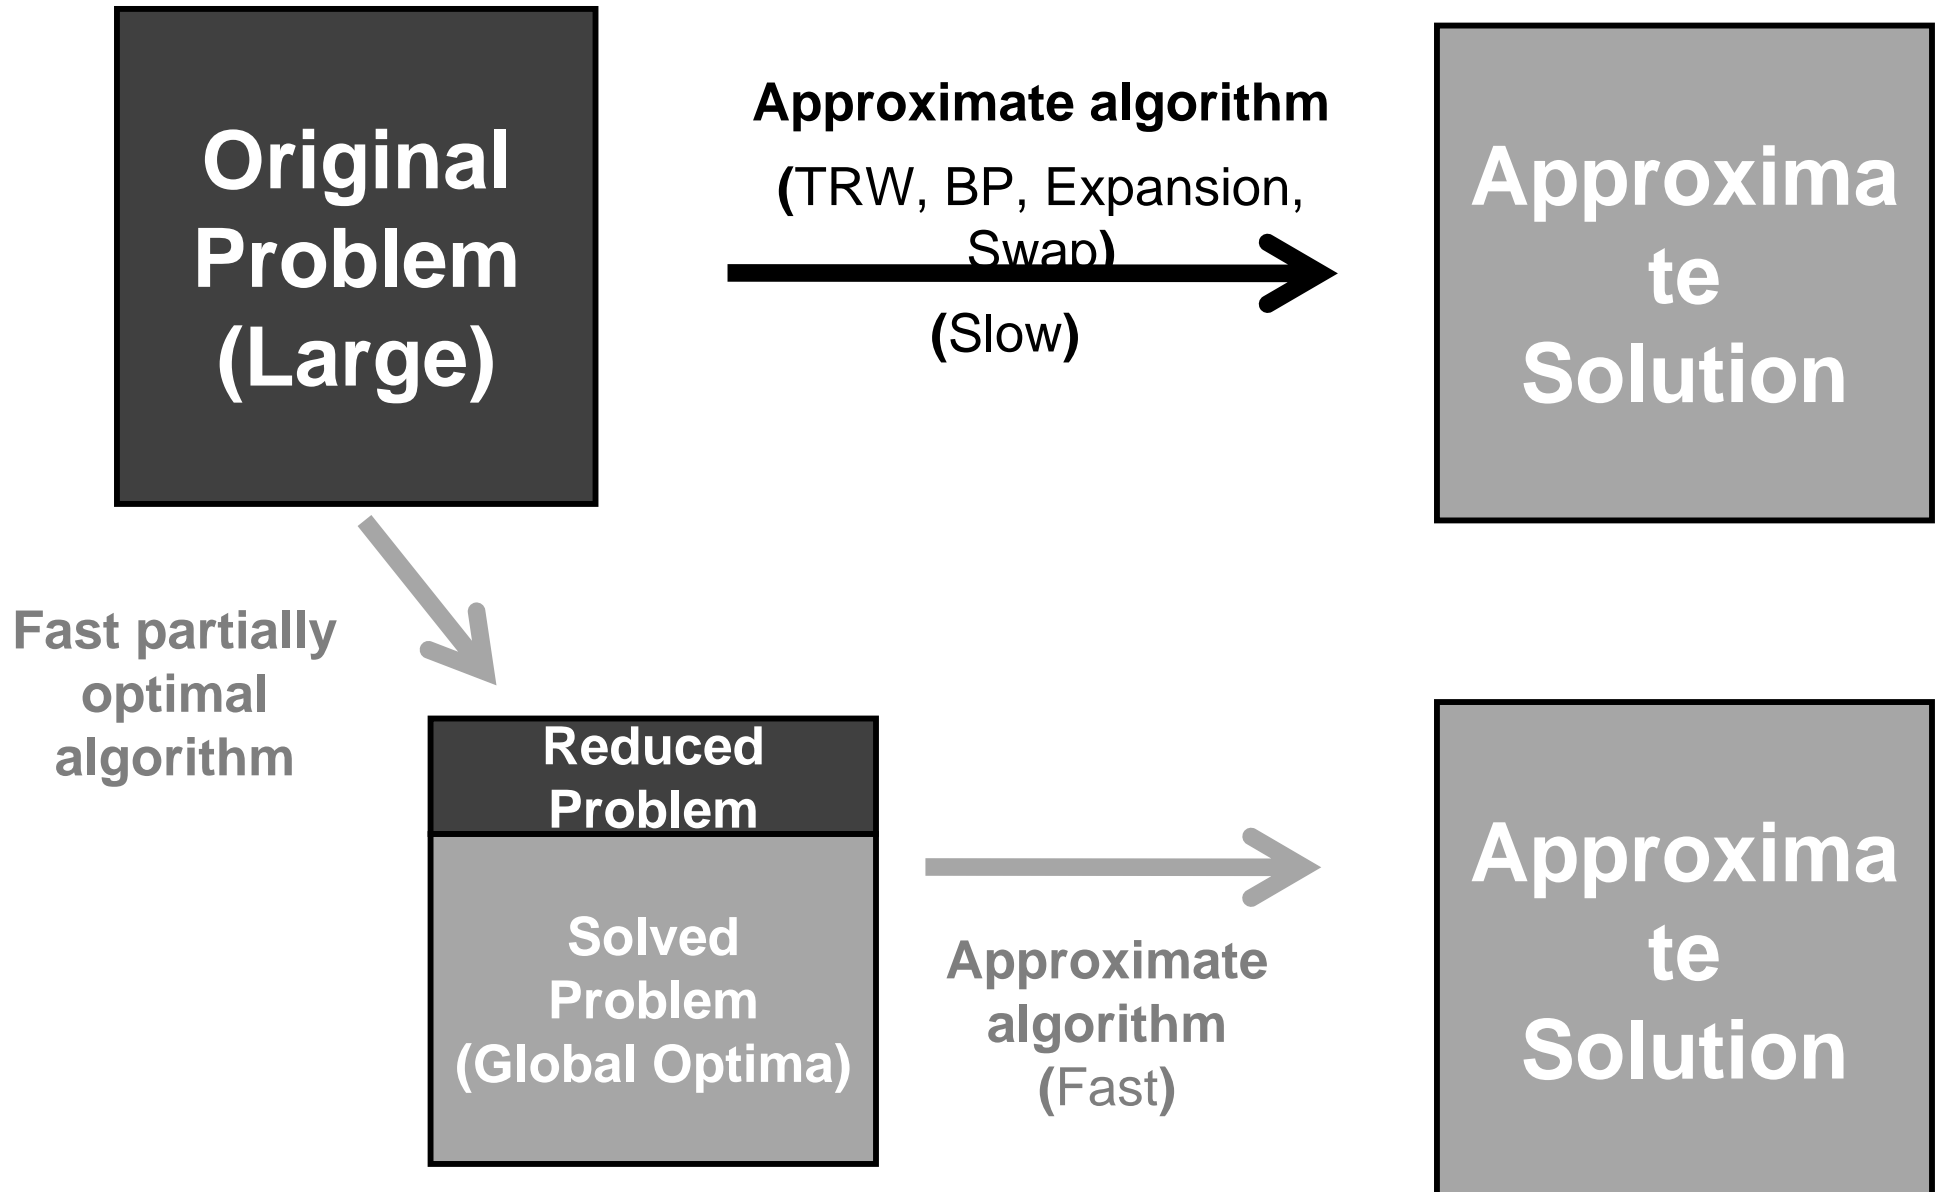 Original
Problem
(Large)
Approximate algorithm
(TRW, BP, Expansion,
Swap)
(Slow)
Approxima
te
Solution
Fast partially
optimal
algorithm
Reduced
Problem
Solved
Problem
(Global Optima)
Approximate
algorithm
(Fast)
Approxima
te
Solution